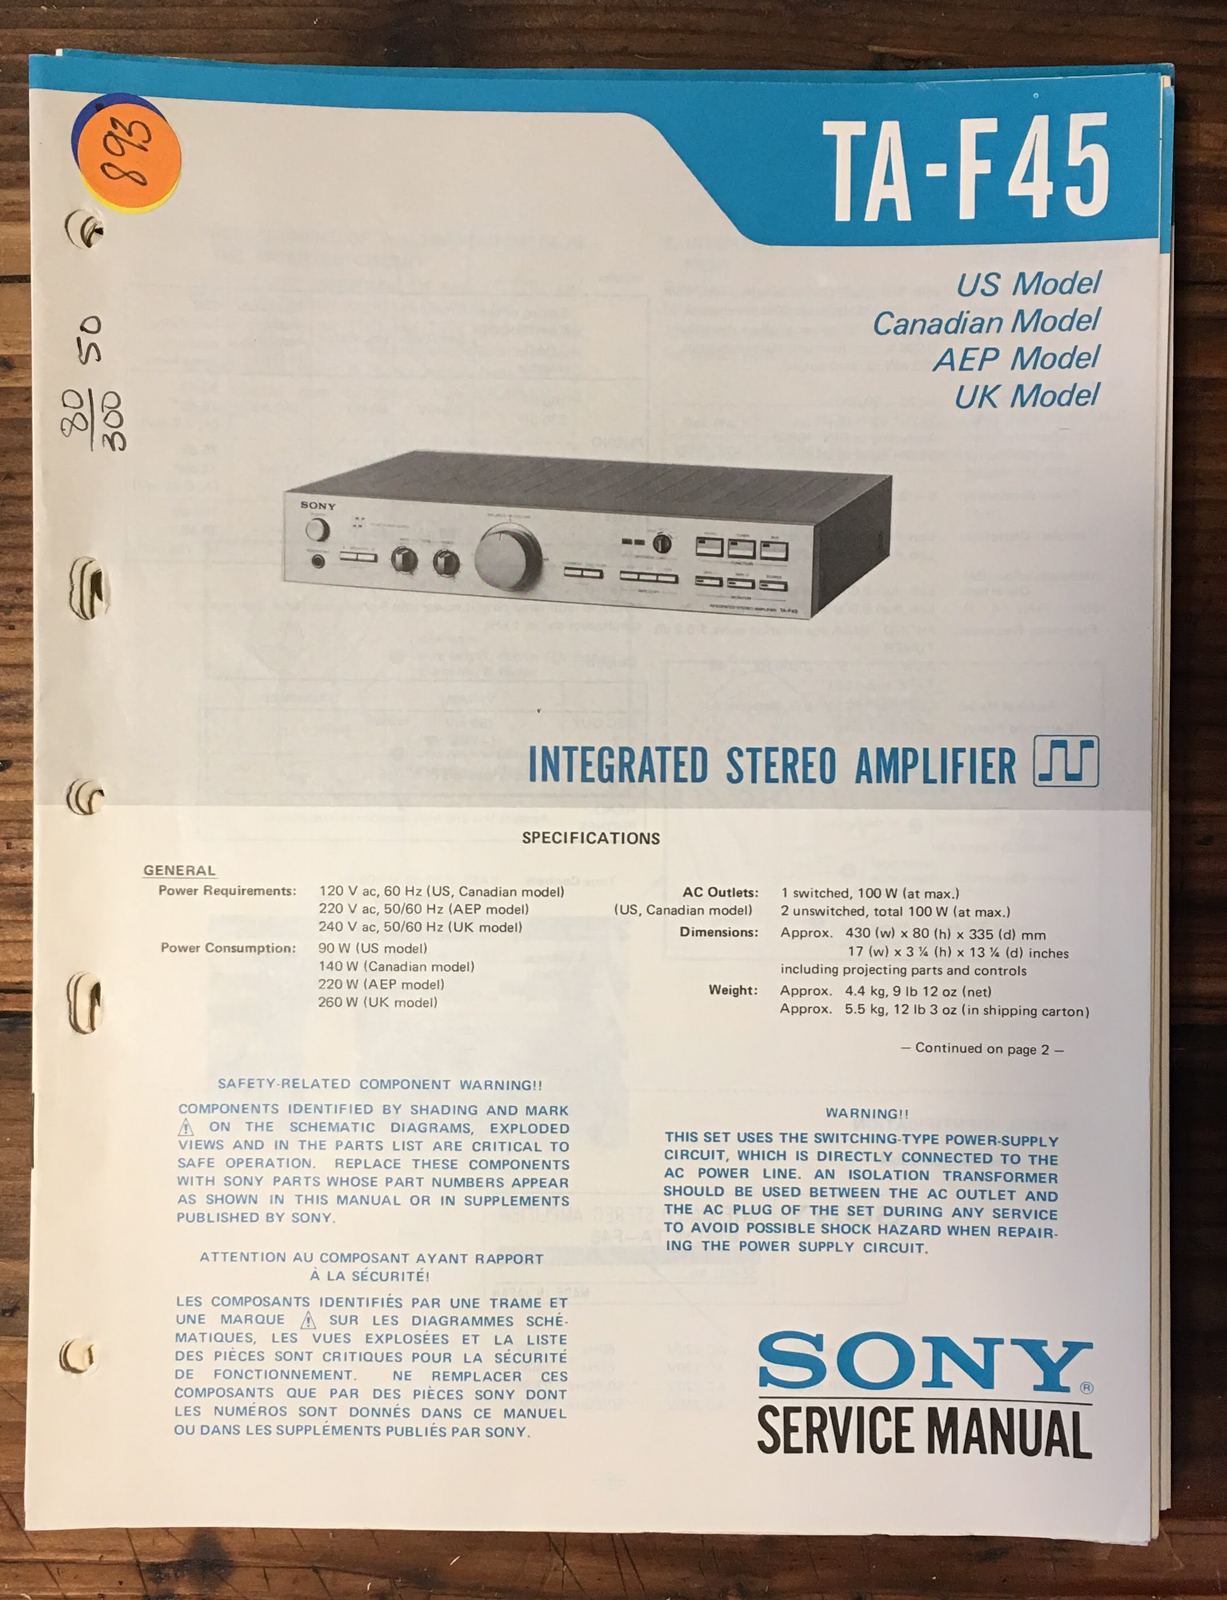 TA-F45
893
US Model
Canadian Model
AEP Model
UK Model
50
80
300
SONY
INTEGRATED STEREO AMPLIFIER
SPECIFICATIONS
GENERAL
Power Requirements: 120 V ac, 60 Hz (US, Canadian model)
220 V ac, 50/60 Hz (AEP model)
240 V ac, 50/60 Hz (UK model)
Power Consumption: 90 W (US model)
140 W (Canadian model)
220 W (AEP model)
260 W (UK model)
AC Outlets: 1 switched, 100 W (at max.)
(US, Canadian model) 2 unswitched, total 100 W (at max.)
Dimensions: Approx. 430 (w) x 80 (h) x 335 (d) mm
17 (w) x 3 ¼ (h) x 13 ¼ (d) inches
including projecting parts and controls
Weight: Approx. 4.4 kg, 9 lb 12 oz (net)
Approx. 5.5 kg, 12 lb 3 oz (in shipping carton)
— Continued on page 2 —
SAFETY-RELATED COMPONENT WARNING!!
COMPONENTS IDENTIFIED BY SHADING AND MARK
⚠ ON THE SCHEMATIC DIAGRAMS, EXPLODED
VIEWS AND IN THE PARTS LIST ARE CRITICAL TO
SAFE OPERATION. REPLACE THESE COMPONENTS
WITH SONY PARTS WHOSE PART NUMBERS APPEAR
AS SHOWN IN THIS MANUAL OR IN SUPPLEMENTS
PUBLISHED BY SONY.
ATTENTION AU COMPOSANT AYANT RAPPORT
À LA SÉCURITÉ!
LES COMPOSANTS IDENTIFIÉS PAR UNE TRAME ET
UNE MARQUE ⚠ SUR LES DIAGRAMMES SCHÉ-
MATIQUES, LES VUES EXPLOSÉES ET LA LISTE
DES PIÈCES SONT CRITIQUES POUR LA SÉCURITÉ
DE FONCTIONNEMENT. NE REMPLACER CES
COMPOSANTS QUE PAR DES PIÈCES SONY DONT
LES NUMÉROS SONT DONNÉS DANS CE MANUEL
OU DANS LES SUPPLÉMENTS PUBLIÉS PAR SONY.
WARNING!!
THIS SET USES THE SWITCHING-TYPE POWER-SUPPLY
CIRCUIT, WHICH IS DIRECTLY CONNECTED TO THE
AC POWER LINE. AN ISOLATION TRANSFORMER
SHOULD BE USED BETWEEN THE AC OUTLET AND
THE AC PLUG OF THE SET DURING ANY SERVICE
TO AVOID POSSIBLE SHOCK HAZARD WHEN REPAIR-
ING THE POWER SUPPLY CIRCUIT.
SONY®
SERVICE MANUAL